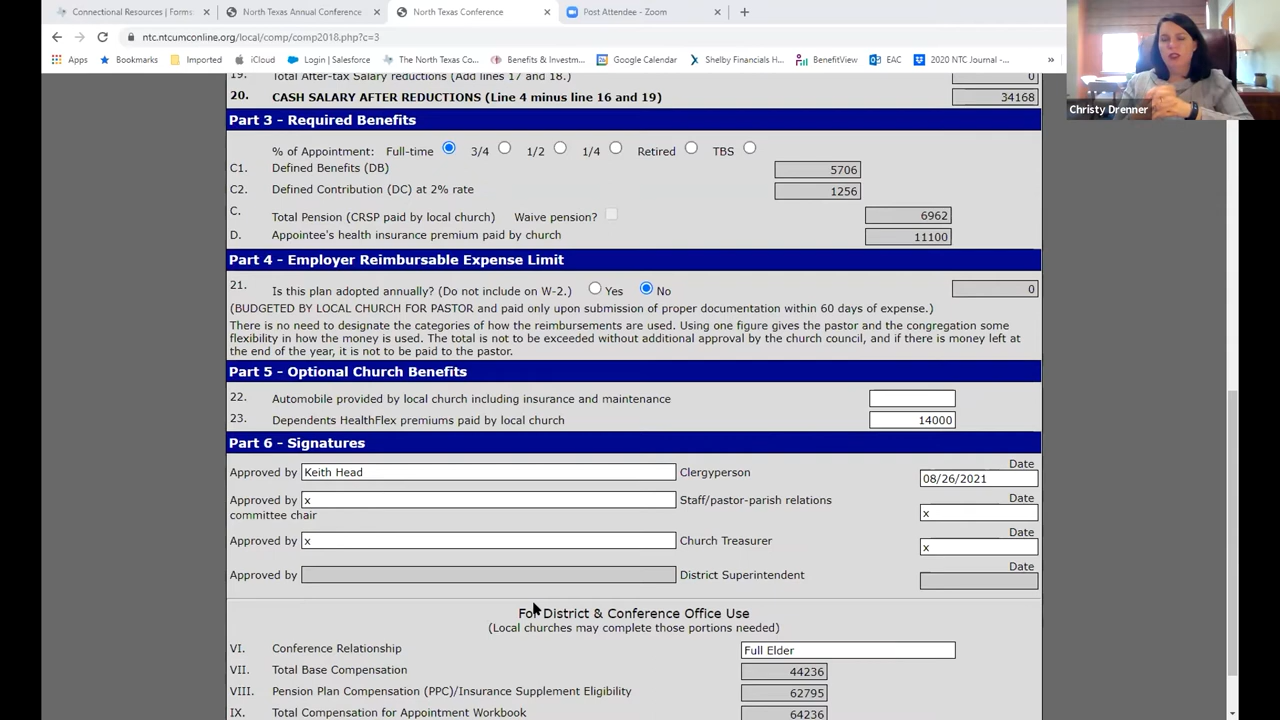 Connectional Resources | Forms
North Texas Annual Conference
North Texas Conference
Post Attendee - Zoom
ntc.ntcumconline.org/local/comp/comp2018.php?c=3
Apps
Bookmarks
Imported
iCloud
Login | Salesforce
The North Texas Co...
Benefits & Investm...
Google Calendar
Shelby Financials H...
BenefitView
EAC
2020 NTC Journal -...
»
Christy Drenner
19. Total After-tax Salary reductions (Add lines 17 and 18.) 0
20. CASH SALARY AFTER REDUCTIONS (Line 4 minus line 16 and 19) 34168
Part 3 - Required Benefits
% of Appointment: Full-time 3/4 1/2 1/4 Retired TBS
C1. Defined Benefits (DB) 5706
C2. Defined Contribution (DC) at 2% rate 1256
C. Total Pension (CRSP paid by local church) Waive pension? 6962
D. Appointee's health insurance premium paid by church 11100
Part 4 - Employer Reimbursable Expense Limit
21. Is this plan adopted annually? (Do not include on W-2.) Yes No 0
(BUDGETED BY LOCAL CHURCH FOR PASTOR and paid only upon submission of proper documentation within 60 days of expense.)
There is no need to designate the categories of how the reimbursements are used. Using one figure gives the pastor and the congregation some
flexibility in how the money is used. The total is not to be exceeded without additional approval by the church council, and if there is money left at
the end of the year, it is not to be paid to the pastor.
Part 5 - Optional Church Benefits
22. Automobile provided by local church including insurance and maintenance
23. Dependents HealthFlex premiums paid by local church 14000
Part 6 - Signatures
Date
Approved by Keith Head Clergyperson 08/26/2021
Date
Approved by x Staff/pastor-parish relations x
committee chair
Date
Approved by x Church Treasurer x
Date
Approved by District Superintendent
For District & Conference Office Use
(Local churches may complete those portions needed)
VI. Conference Relationship Full Elder
VII. Total Base Compensation 44236
VIII. Pension Plan Compensation (PPC)/Insurance Supplement Eligibility 62795
IX. Total Compensation for Appointment Workbook 64236